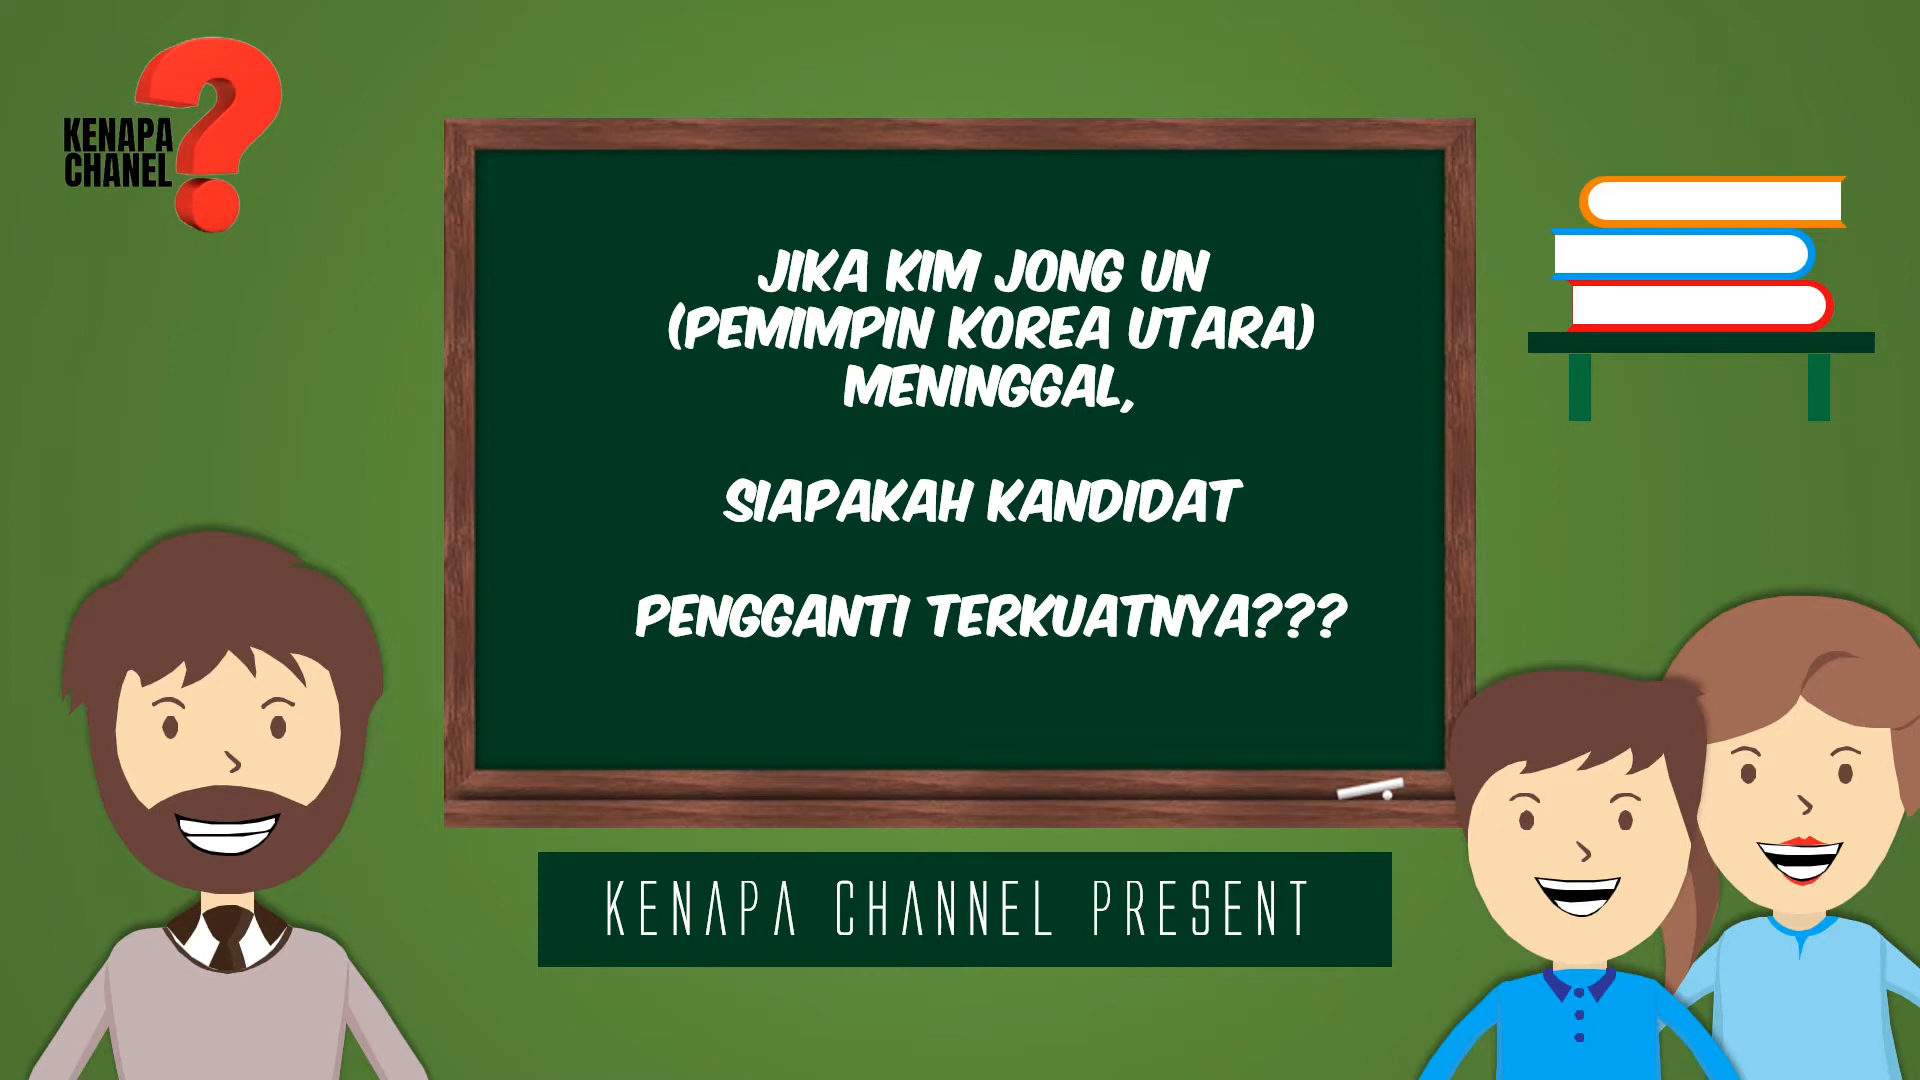 KENAPA
CHANEL
JIKA KIM JONG UN
(PEMIMPIN KOREA UTARA)
MENINGGAL,
SIAPAKAH KANDIDAT
PENGGANTI TERKUATNYA???
KENAPA CHANNEL PRESENT